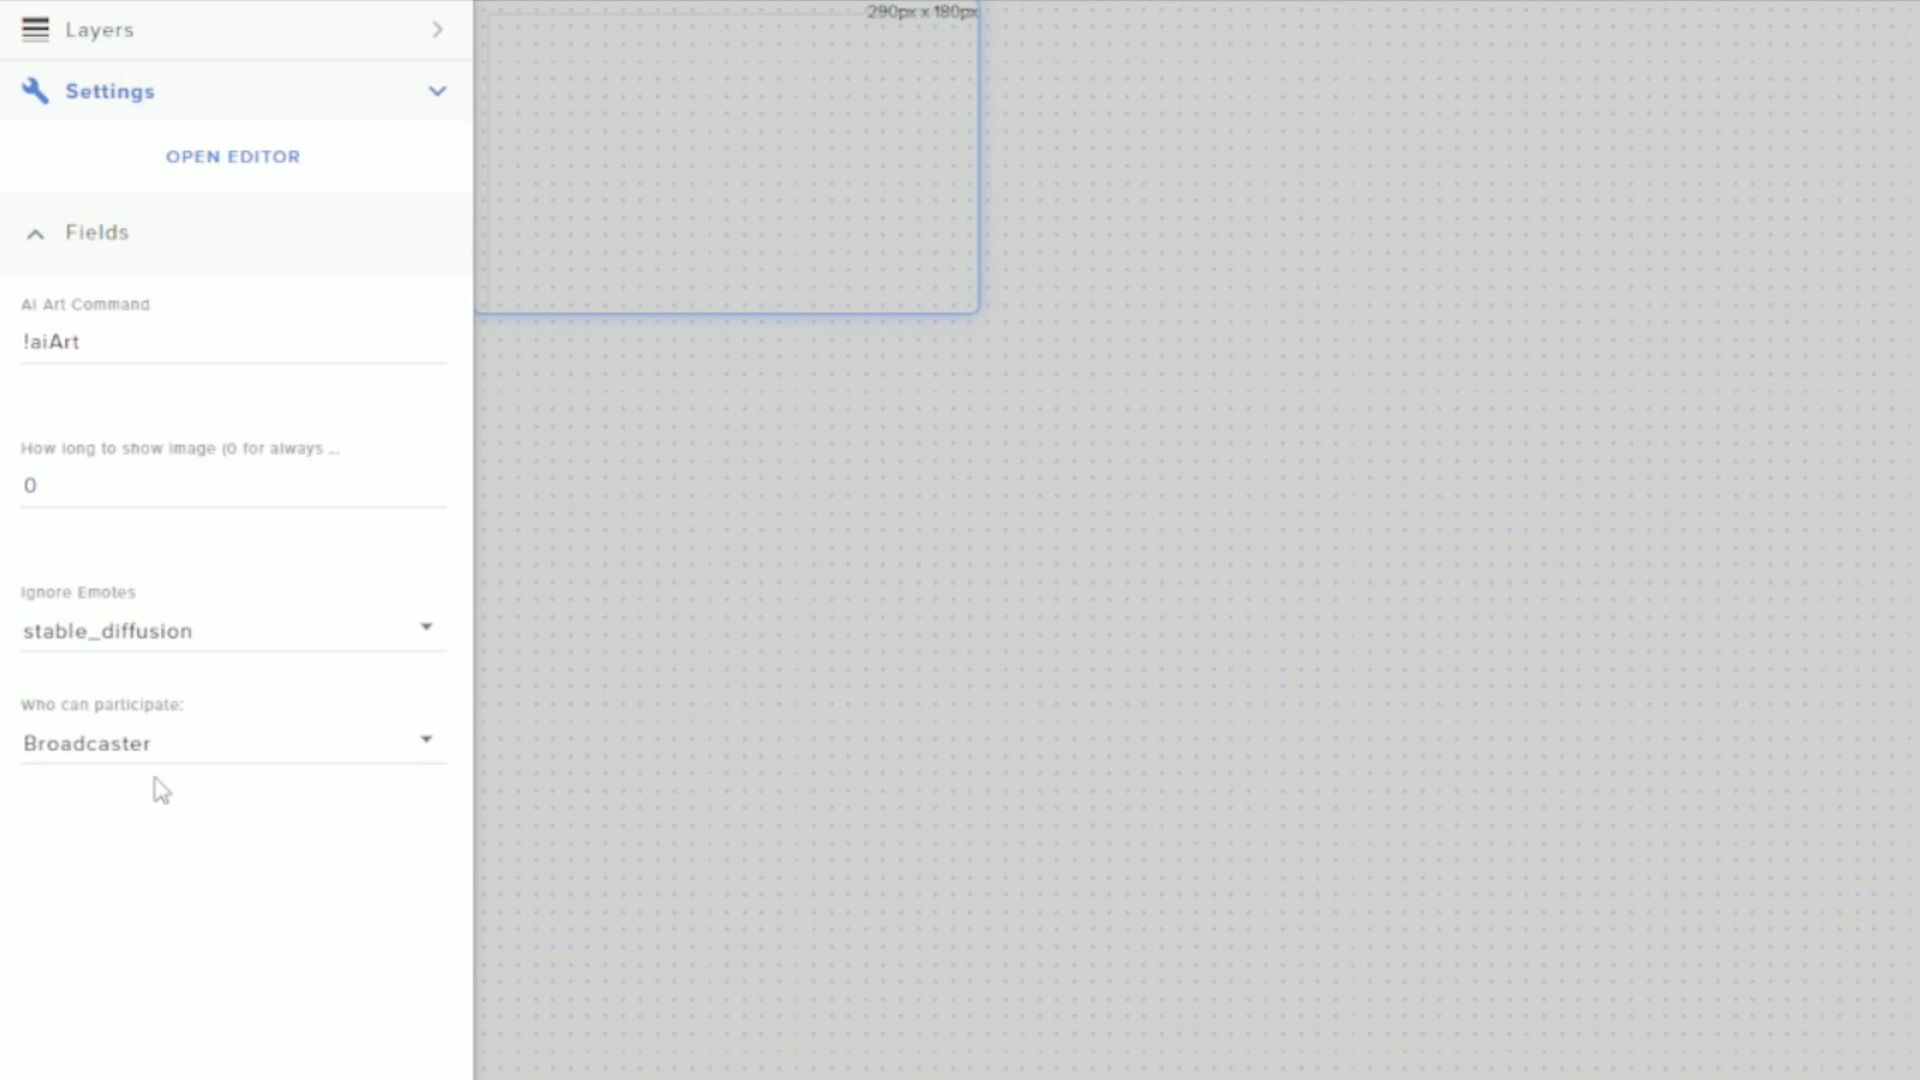 Layers
290px x 180px
Settings
OPEN EDITOR
Fields
AI Art Command
!aiArt
How long to show image (0 for always ...
0
Ignore Emotes
stable_diffusion
Who can participate:
Broadcaster